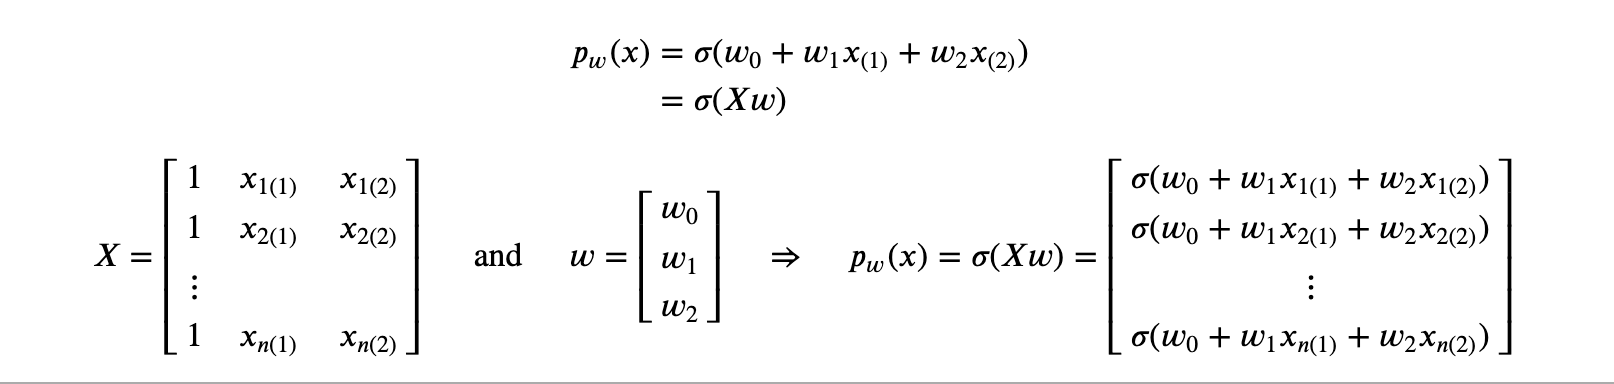 p_w(x) = σ(w_0 + w_1x_(1) + w_2x_(2))
= σ(Xw)
X = [ 1 x_1(1) x_1(2) ; 1 x_2(1) x_2(2) ; ⋮ ; 1 x_n(1) x_n(2) ] and w = [ w_0 ; w_1 ; w_2 ] ⇒ p_w(x) = σ(Xw) = [ σ(w_0 + w_1x_1(1) + w_2x_1(2)) ; σ(w_0 + w_1x_2(1) + w_2x_2(2)) ; ⋮ ; σ(w_0 + w_1x_n(1) + w_2x_n(2)) ]